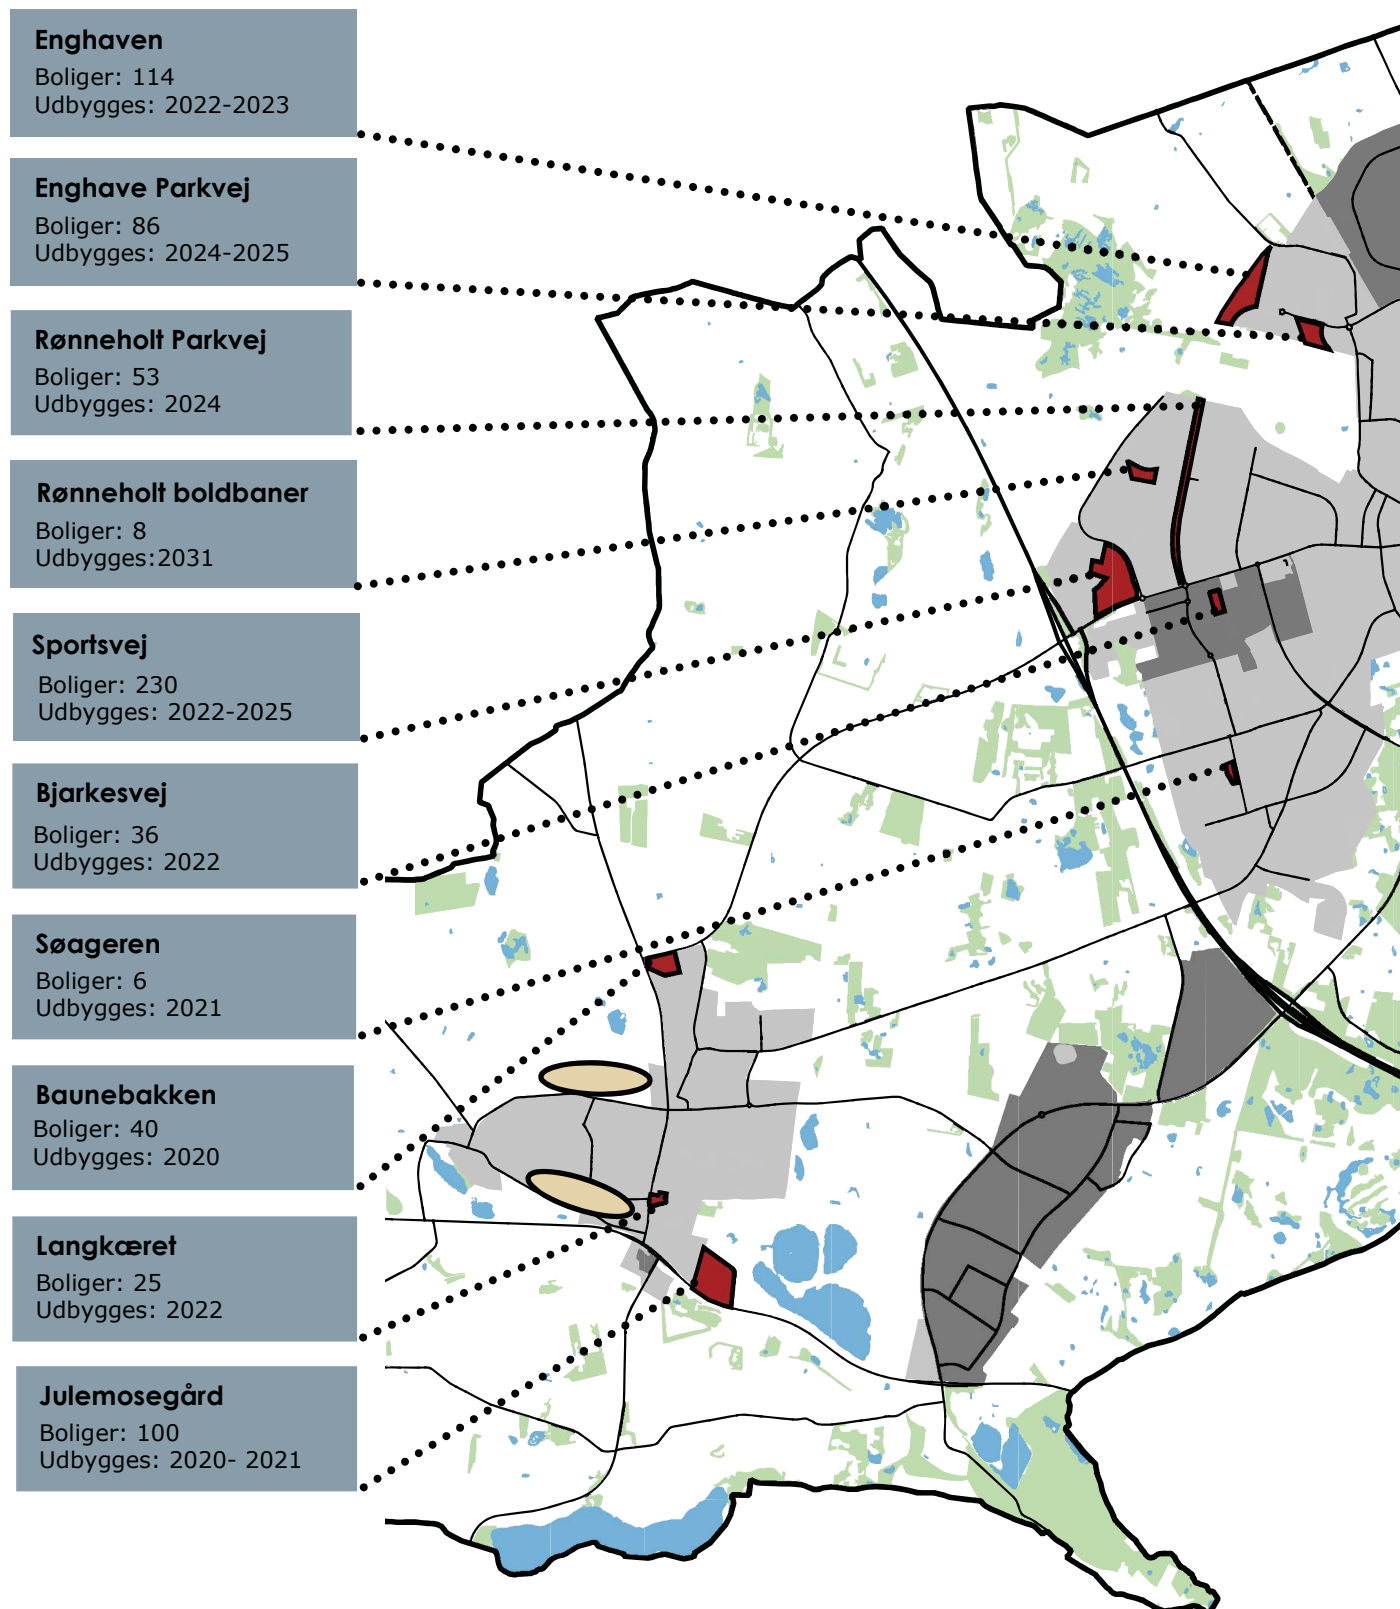 Enghaven
Boliger: 114
Udbygges: 2022-2023
Enghave Parkvej
Boliger: 86
Udbygges: 2024-2025
Rønneholt Parkvej
Boliger: 53
Udbygges: 2024
Rønneholt boldbaner
Boliger: 8
Udbygges:2031
Sportsvej
Boliger: 230
Udbygges: 2022-2025
Bjarkesvej
Boliger: 36
Udbygges: 2022
Søageren
Boliger: 6
Udbygges: 2021
Baunebakken
Boliger: 40
Udbygges: 2020
Langkæret
Boliger: 25
Udbygges: 2022
Julemosegård
Boliger: 100
Udbygges: 2020- 2021